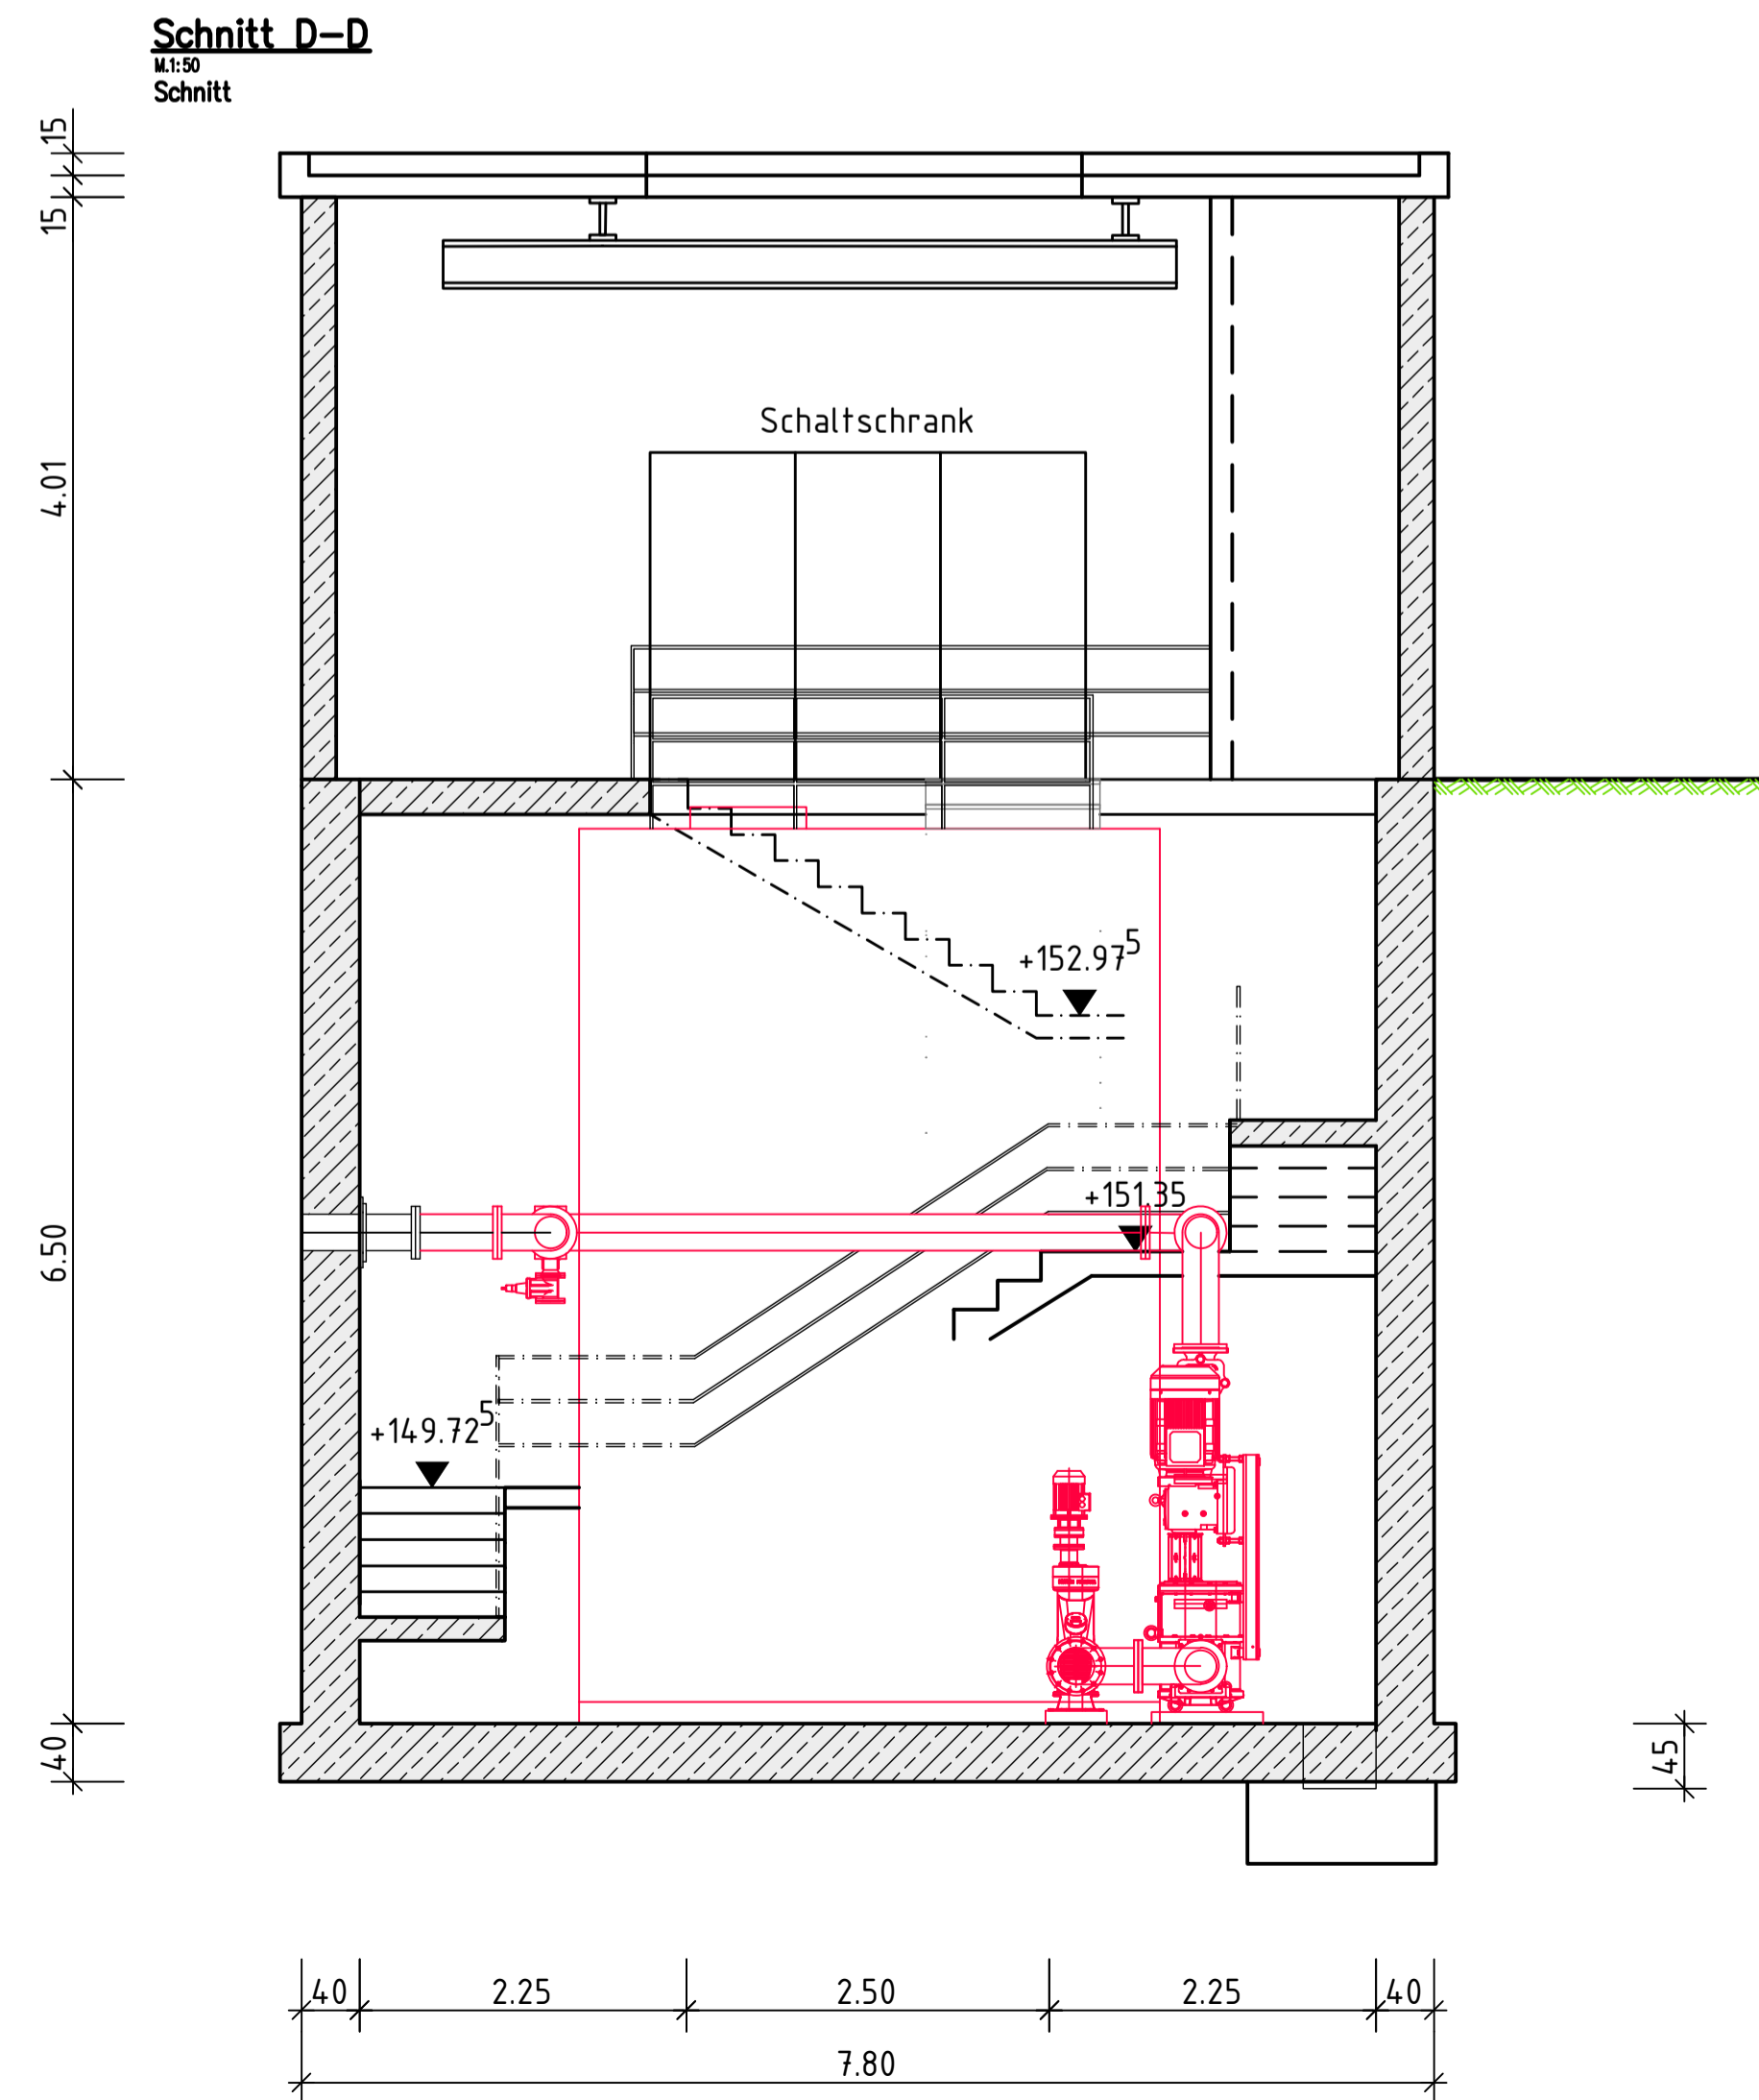 Schnitt D-D
M.1:50
Schnitt
15
15
4.01
Schaltschrank
+152.97⁵
+151.35
6.50
+149.72⁵
40
45
40 2.25 2.50 2.25 40
7.80